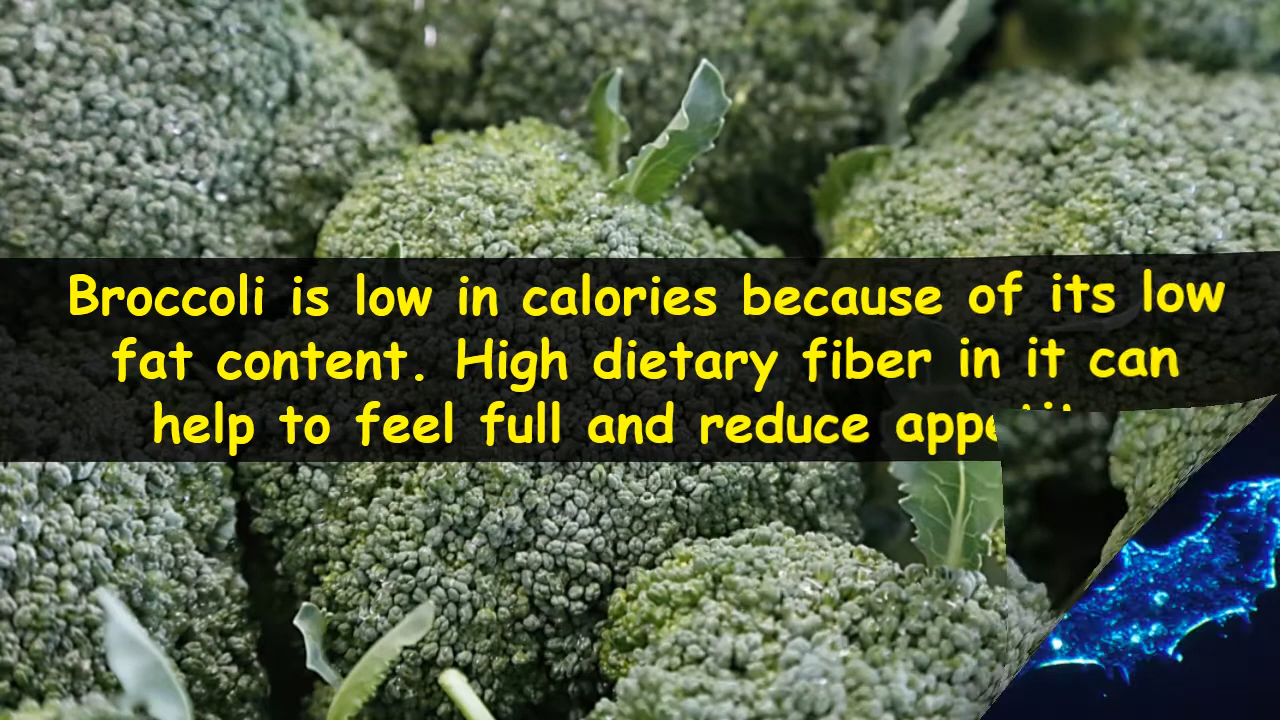 Broccoli is low in calories because of its low
fat content. High dietary fiber in it can
help to feel full and reduce